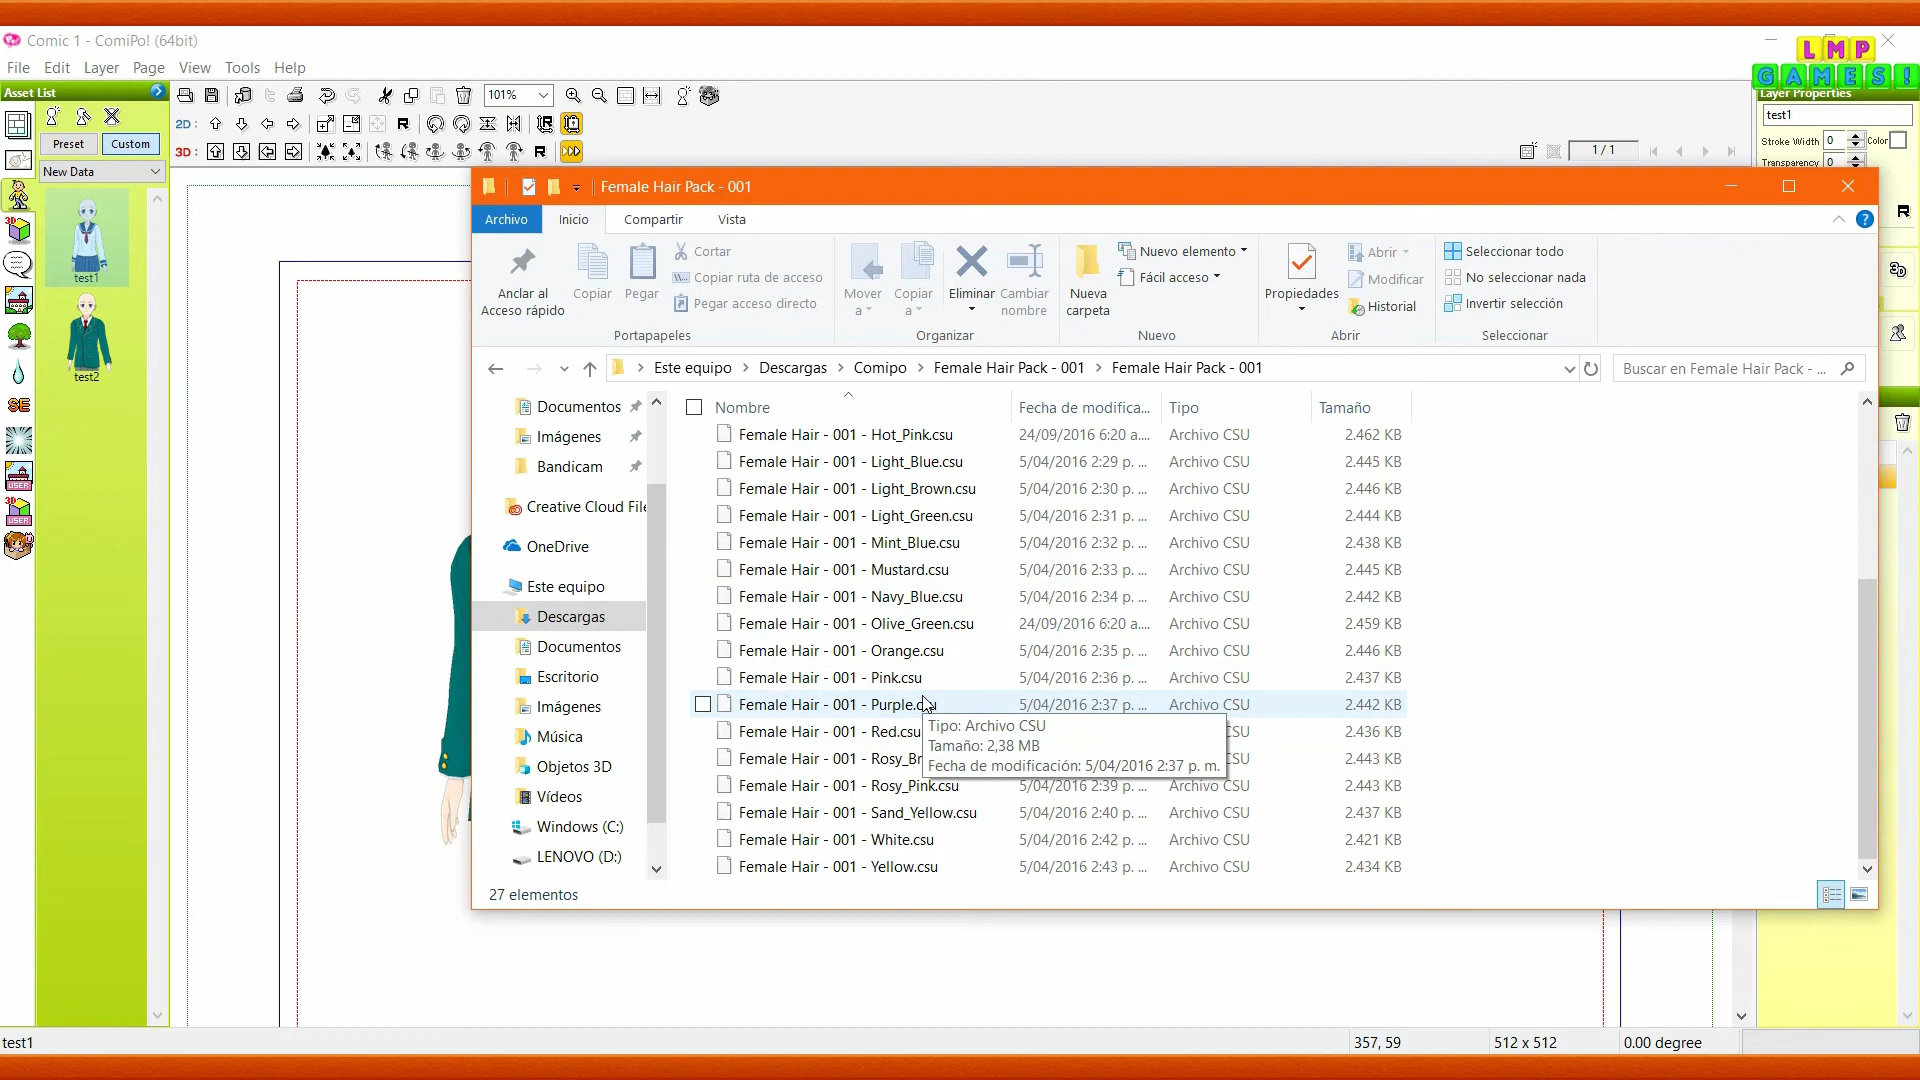 Comic 1 - ComiPo! (64bit)
LMP
GAMES!
File Edit Layer Page View Tools Help
Asset List
101%
Layer Properties
2D:
test1
Preset Custom
Stroke Width 0 Color
3D:
1 / 1
Transparency 0
New Data
Female Hair Pack - 001
Archivo Inicio Compartir Vista
Anclar al
Acceso rápido
Copiar
Pegar
Cortar
Copiar ruta de acceso
Pegar acceso directo
Portapapeles
Mover
a
Copiar
a
Eliminar
Cambiar
nombre
Organizar
Nueva
carpeta
Nuevo elemento
Fácil acceso
Nuevo
Propiedades
Abrir
Modificar
Historial
Abrir
Seleccionar todo
No seleccionar nada
Invertir selección
Seleccionar
test1
test2
SE
USER
3D
USER
Este equipo Descargas Comipo Female Hair Pack - 001 Female Hair Pack - 001
Buscar en Female Hair Pack - ...
Documentos
Imágenes
Bandicam
Creative Cloud File
OneDrive
Este equipo
Descargas
Documentos
Escritorio
Imágenes
Música
Objetos 3D
Vídeos
Windows (C:)
LENOVO (D:)
Nombre Fecha de modifica... Tipo Tamaño
Female Hair - 001 - Hot_Pink.csu 24/09/2016 6:20 a.... Archivo CSU 2.462 KB
Female Hair - 001 - Light_Blue.csu 5/04/2016 2:29 p. ... Archivo CSU 2.445 KB
Female Hair - 001 - Light_Brown.csu 5/04/2016 2:30 p. ... Archivo CSU 2.446 KB
Female Hair - 001 - Light_Green.csu 5/04/2016 2:31 p. ... Archivo CSU 2.444 KB
Female Hair - 001 - Mint_Blue.csu 5/04/2016 2:32 p. ... Archivo CSU 2.438 KB
Female Hair - 001 - Mustard.csu 5/04/2016 2:33 p. ... Archivo CSU 2.445 KB
Female Hair - 001 - Navy_Blue.csu 5/04/2016 2:34 p. ... Archivo CSU 2.442 KB
Female Hair - 001 - Olive_Green.csu 24/09/2016 6:20 a.... Archivo CSU 2.459 KB
Female Hair - 001 - Orange.csu 5/04/2016 2:35 p. ... Archivo CSU 2.446 KB
Female Hair - 001 - Pink.csu 5/04/2016 2:36 p. ... Archivo CSU 2.437 KB
Female Hair - 001 - Purple.csu 5/04/2016 2:37 p. ... Archivo CSU 2.442 KB
Female Hair - 001 - Red.csu CSU 2.436 KB
Female Hair - 001 - Rosy_Br CSU 2.443 KB
Female Hair - 001 - Rosy_Pink.csu 5/04/2016 2:39 p. ... Archivo CSU 2.443 KB
Female Hair - 001 - Sand_Yellow.csu 5/04/2016 2:40 p. ... Archivo CSU 2.437 KB
Female Hair - 001 - White.csu 5/04/2016 2:42 p. ... Archivo CSU 2.421 KB
Female Hair - 001 - Yellow.csu 5/04/2016 2:43 p. ... Archivo CSU 2.434 KB
Tipo: Archivo CSU
Tamaño: 2,38 MB
Fecha de modificación: 5/04/2016 2:37 p. m.
27 elementos
test1 357, 59 512 x 512 0.00 degree